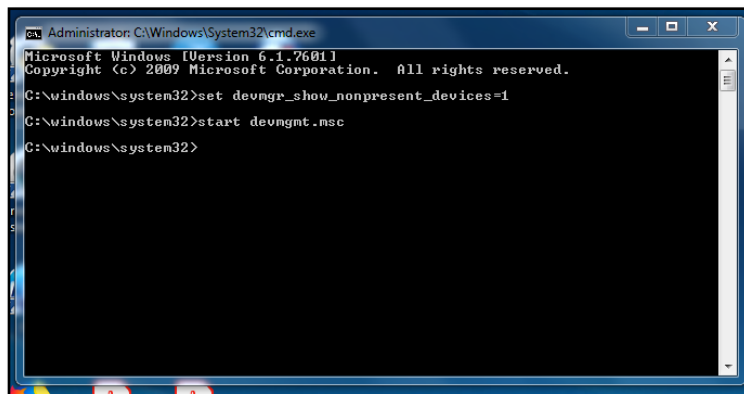 Administrator: C:\Windows\System32\cmd.exe
Microsoft Windows [Version 6.1.7601]
Copyright (c) 2009 Microsoft Corporation.  All rights reserved.
C:\windows\system32>set devmgr_show_nonpresent_devices=1
C:\windows\system32>start devmgmt.msc
C:\windows\system32>